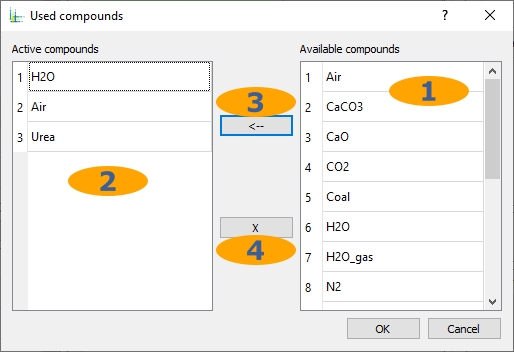 Used compounds
?
Active compounds
Available compounds
1 H2O
2 Air
3 Urea
2
3
<--
X
4
1
1 Air
2 CaCO3
3 CaO
4 CO2
5 Coal
6 H2O
7 H2O_gas
8 N2
OK
Cancel